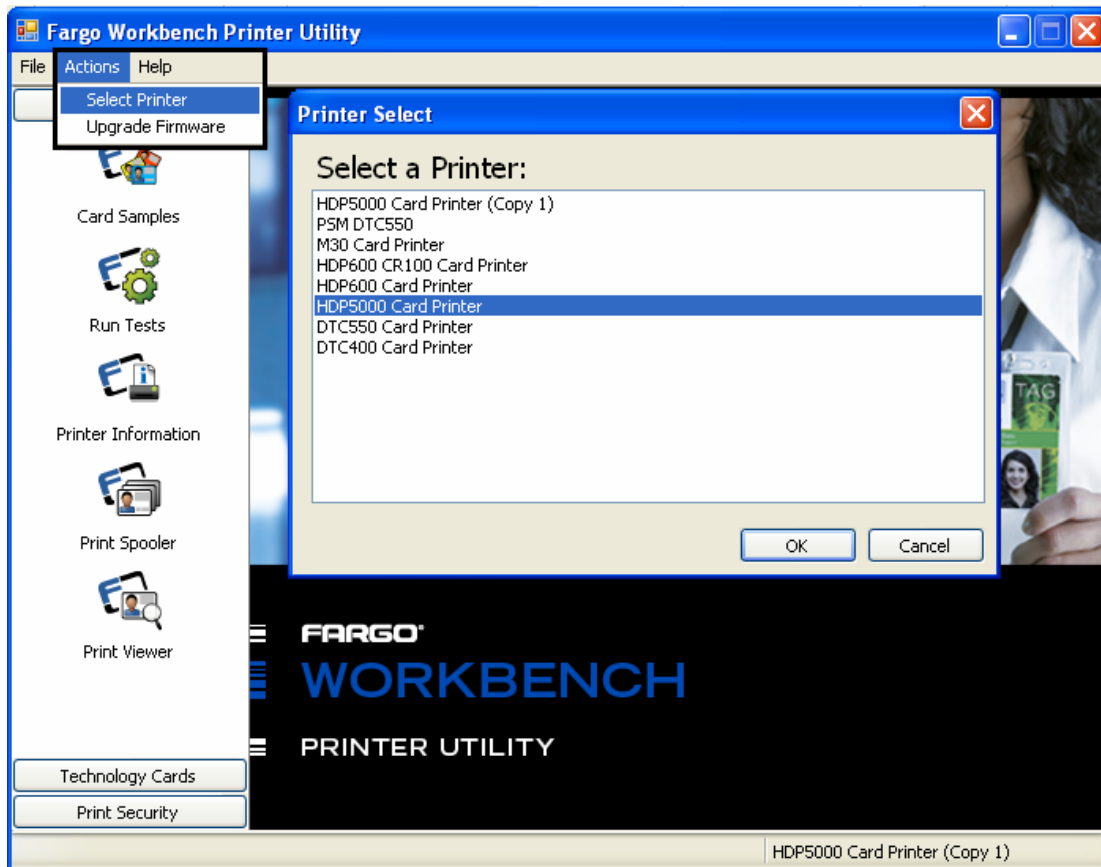 Fargo Workbench Printer Utility
File Actions Help
Select Printer
Upgrade Firmware
Card Samples
Run Tests
Printer Information
Print Spooler
Print Viewer
Technology Cards
Print Security
Printer Select
Select a Printer:
HDP5000 Card Printer (Copy 1)
PSM DTC550
M30 Card Printer
HDP600 CR100 Card Printer
HDP600 Card Printer
HDP5000 Card Printer
DTC550 Card Printer
DTC400 Card Printer
OK Cancel
TAG
FARGO
WORKBENCH
PRINTER UTILITY
HDP5000 Card Printer (Copy 1)